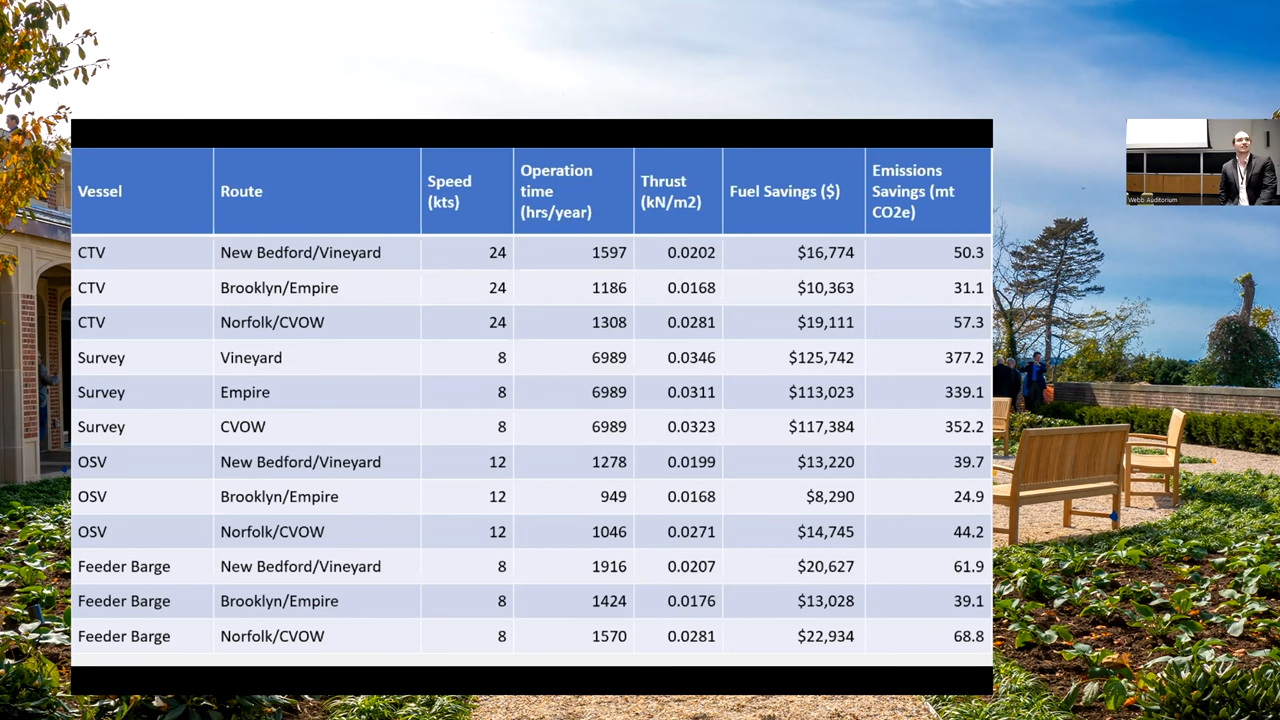 Vessel Route Speed (kts) Operation time (hrs/year) Thrust (kN/m2) Fuel Savings ($) Emissions Savings (mt CO2e)
CTV New Bedford/Vineyard 24 1597 0.0202 $16,774 50.3
CTV Brooklyn/Empire 24 1186 0.0168 $10,363 31.1
CTV Norfolk/CVOW 24 1308 0.0281 $19,111 57.3
Survey Vineyard 8 6989 0.0346 $125,742 377.2
Survey Empire 8 6989 0.0311 $113,023 339.1
Survey CVOW 8 6989 0.0323 $117,384 352.2
OSV New Bedford/Vineyard 12 1278 0.0199 $13,220 39.7
OSV Brooklyn/Empire 12 949 0.0168 $8,290 24.9
OSV Norfolk/CVOW 12 1046 0.0271 $14,745 44.2
Feeder Barge New Bedford/Vineyard 8 1916 0.0207 $20,627 61.9
Feeder Barge Brooklyn/Empire 8 1424 0.0176 $13,028 39.1
Feeder Barge Norfolk/CVOW 8 1570 0.0281 $22,934 68.8
Webb Auditorium